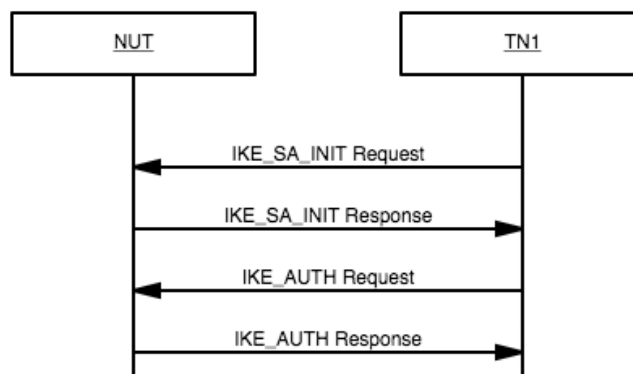 NUT
TN1
IKE_SA_INIT Request
IKE_SA_INIT Response
IKE_AUTH Request
IKE_AUTH Response